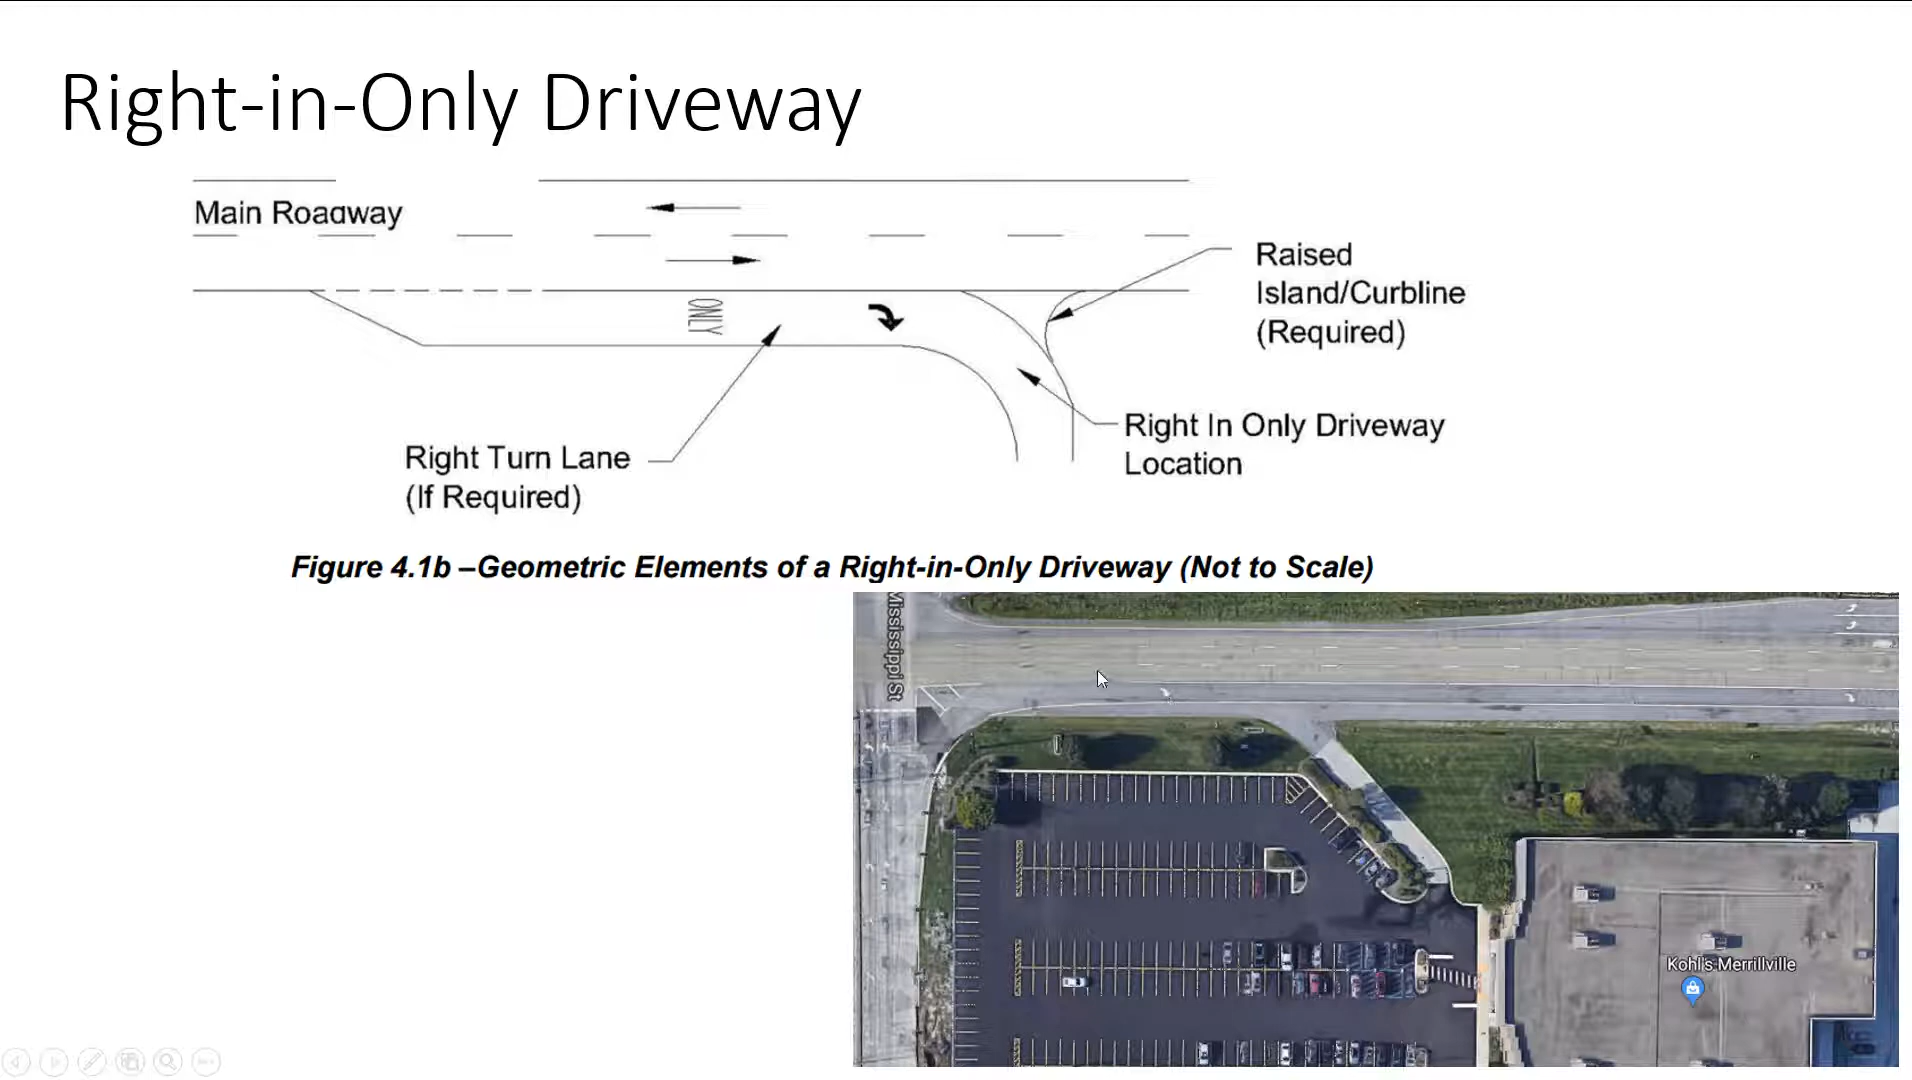 Right-in-Only Driveway
Main Roadway
Raised
Island/Curbline
(Required)
ONLY
Right In Only Driveway
Location
Right Turn Lane
(If Required)
Figure 4.1b –Geometric Elements of a Right-in-Only Driveway (Not to Scale)
Mississippi St
Kohl's Merrillville